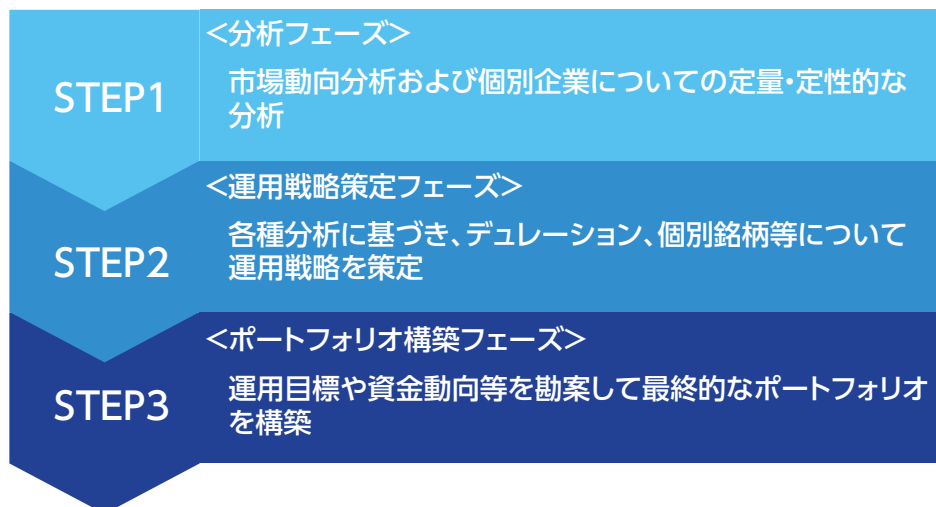 <分析フェーズ>
STEP1
市場動向分析および個別企業についての定量・定性的な
分析
<運用戦略策定フェーズ>
STEP2
各種分析に基づき、デュレーション、個別銘柄等について
運用戦略を策定
<ポートフォリオ構築フェーズ>
STEP3
運用目標や資金動向等を勘案して最終的なポートフォリオ
を構築